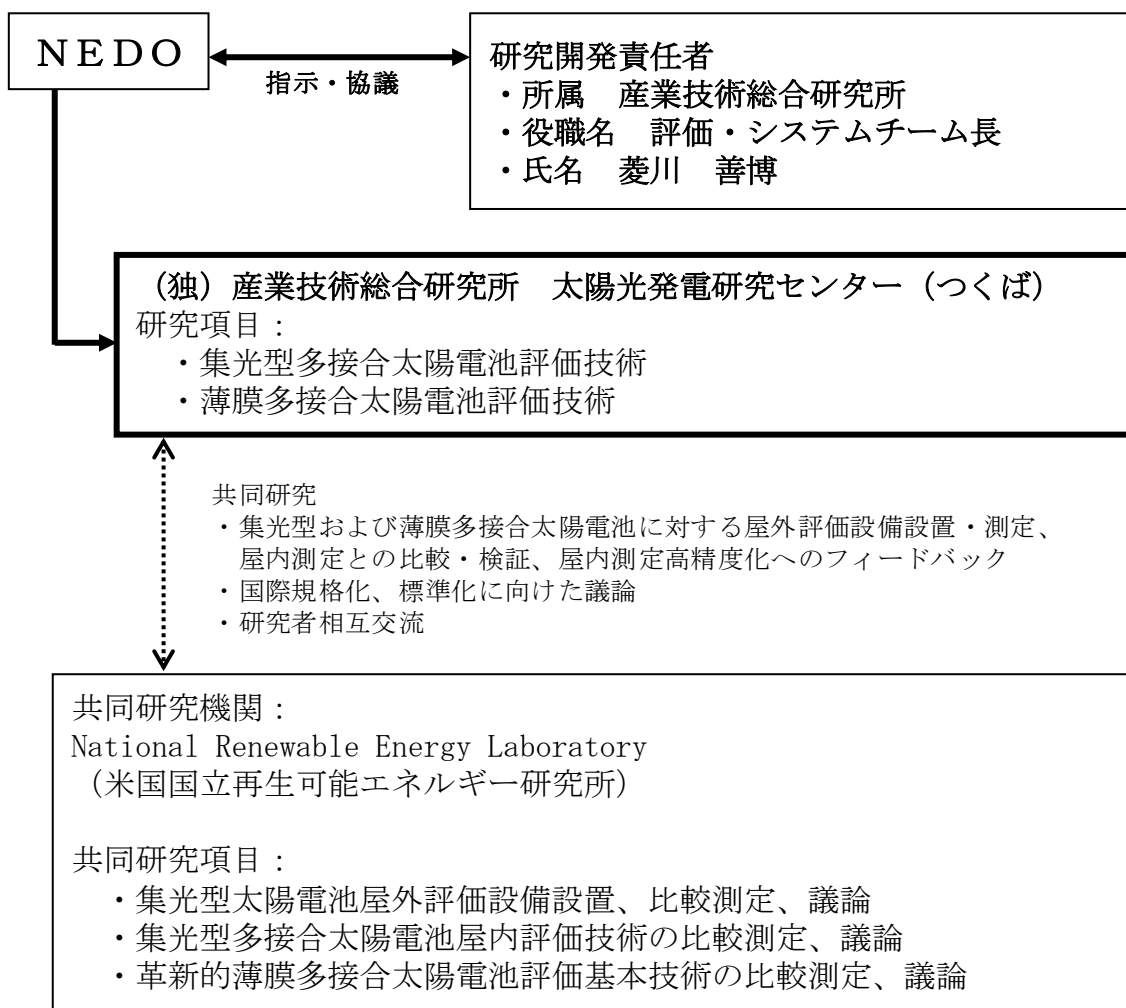 ＮＥＤＯ
指示・協議
研究開発責任者
・所属　産業技術総合研究所
・役職名　評価・システムチーム長
・氏名　菱川　善博
（独）産業技術総合研究所　太陽光発電研究センター（つくば）
研究項目：
・集光型多接合太陽電池評価技術
・薄膜多接合太陽電池評価技術
共同研究
・集光型および薄膜多接合太陽電池に対する屋外評価設備設置・測定、
屋内測定との比較・検証、屋内測定高精度化へのフィードバック
・国際規格化、標準化に向けた議論
・研究者相互交流
共同研究機関：
National Renewable Energy Laboratory
（米国国立再生可能エネルギー研究所）
共同研究項目：
・集光型太陽電池屋外評価設備設置、比較測定、議論
・集光型多接合太陽電池屋内評価技術の比較測定、議論
・革新的薄膜多接合太陽電池評価基本技術の比較測定、議論